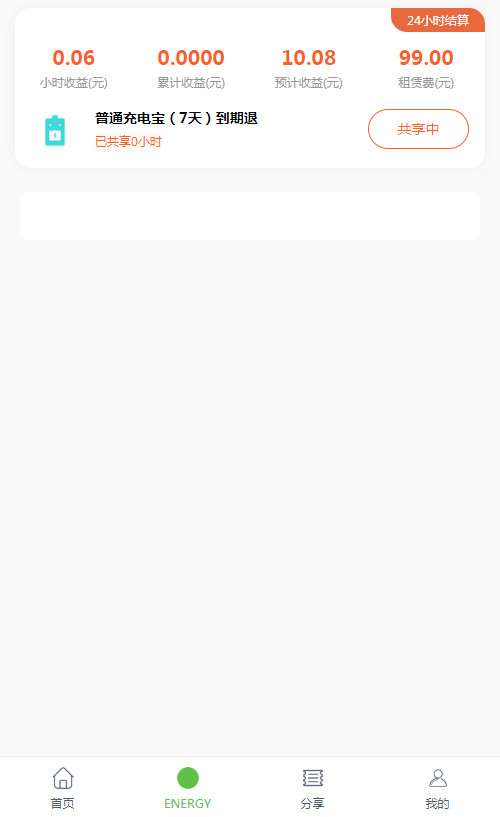 24小时结算
0.06 0.0000 10.08 99.00
小时收益(元) 累计收益(元) 预计收益(元) 租赁费(元)
普通充电宝（7天）到期退
已共享0小时
共享中
首页 ENERGY 分享 我的